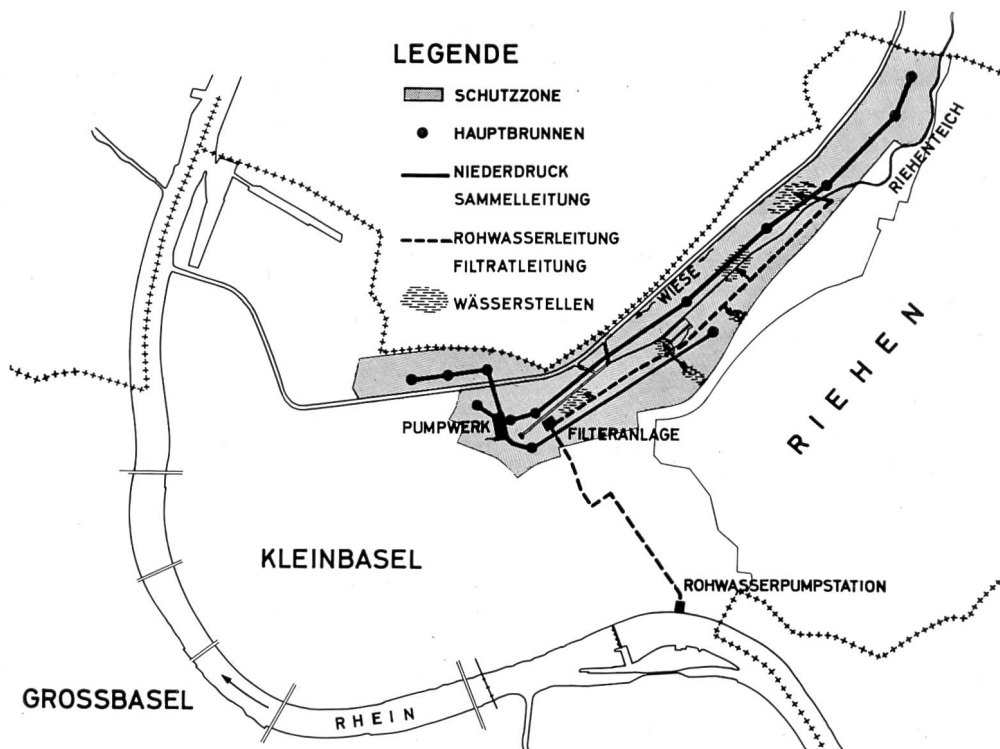 LEGENDE
SCHUTZZONE
HAUPTBRUNNEN
NIEDERDRUCK
SAMMELLEITUNG
ROHWASSERLEITUNG
FILTRATLEITUNG
WÄSSERSTELLEN
RIEHENTEICH
WIESE
RIEHEN
PUMPWERK
FILTERANLAGE
KLEINBASEL
ROHWASSERPUMPSTATION
GROSSBASEL
RHEIN